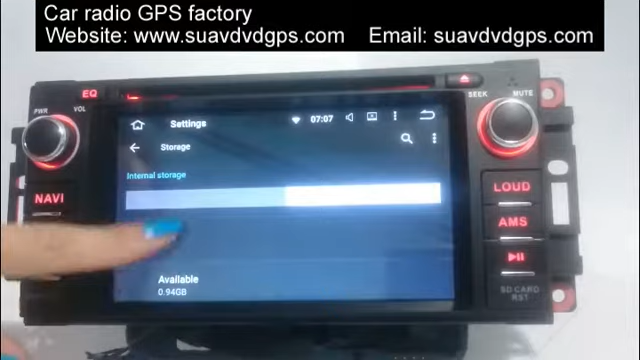 Car radio GPS factory
Website: www.suavdvdgps.com    Email: suavdvdgps.com
EQ
PWR
VOL
SEEK
MUTE
Settings
07:07
Storage
Internal storage
NAVI
LOUD
AMS
Available
0.94GB
SD CARD
RST